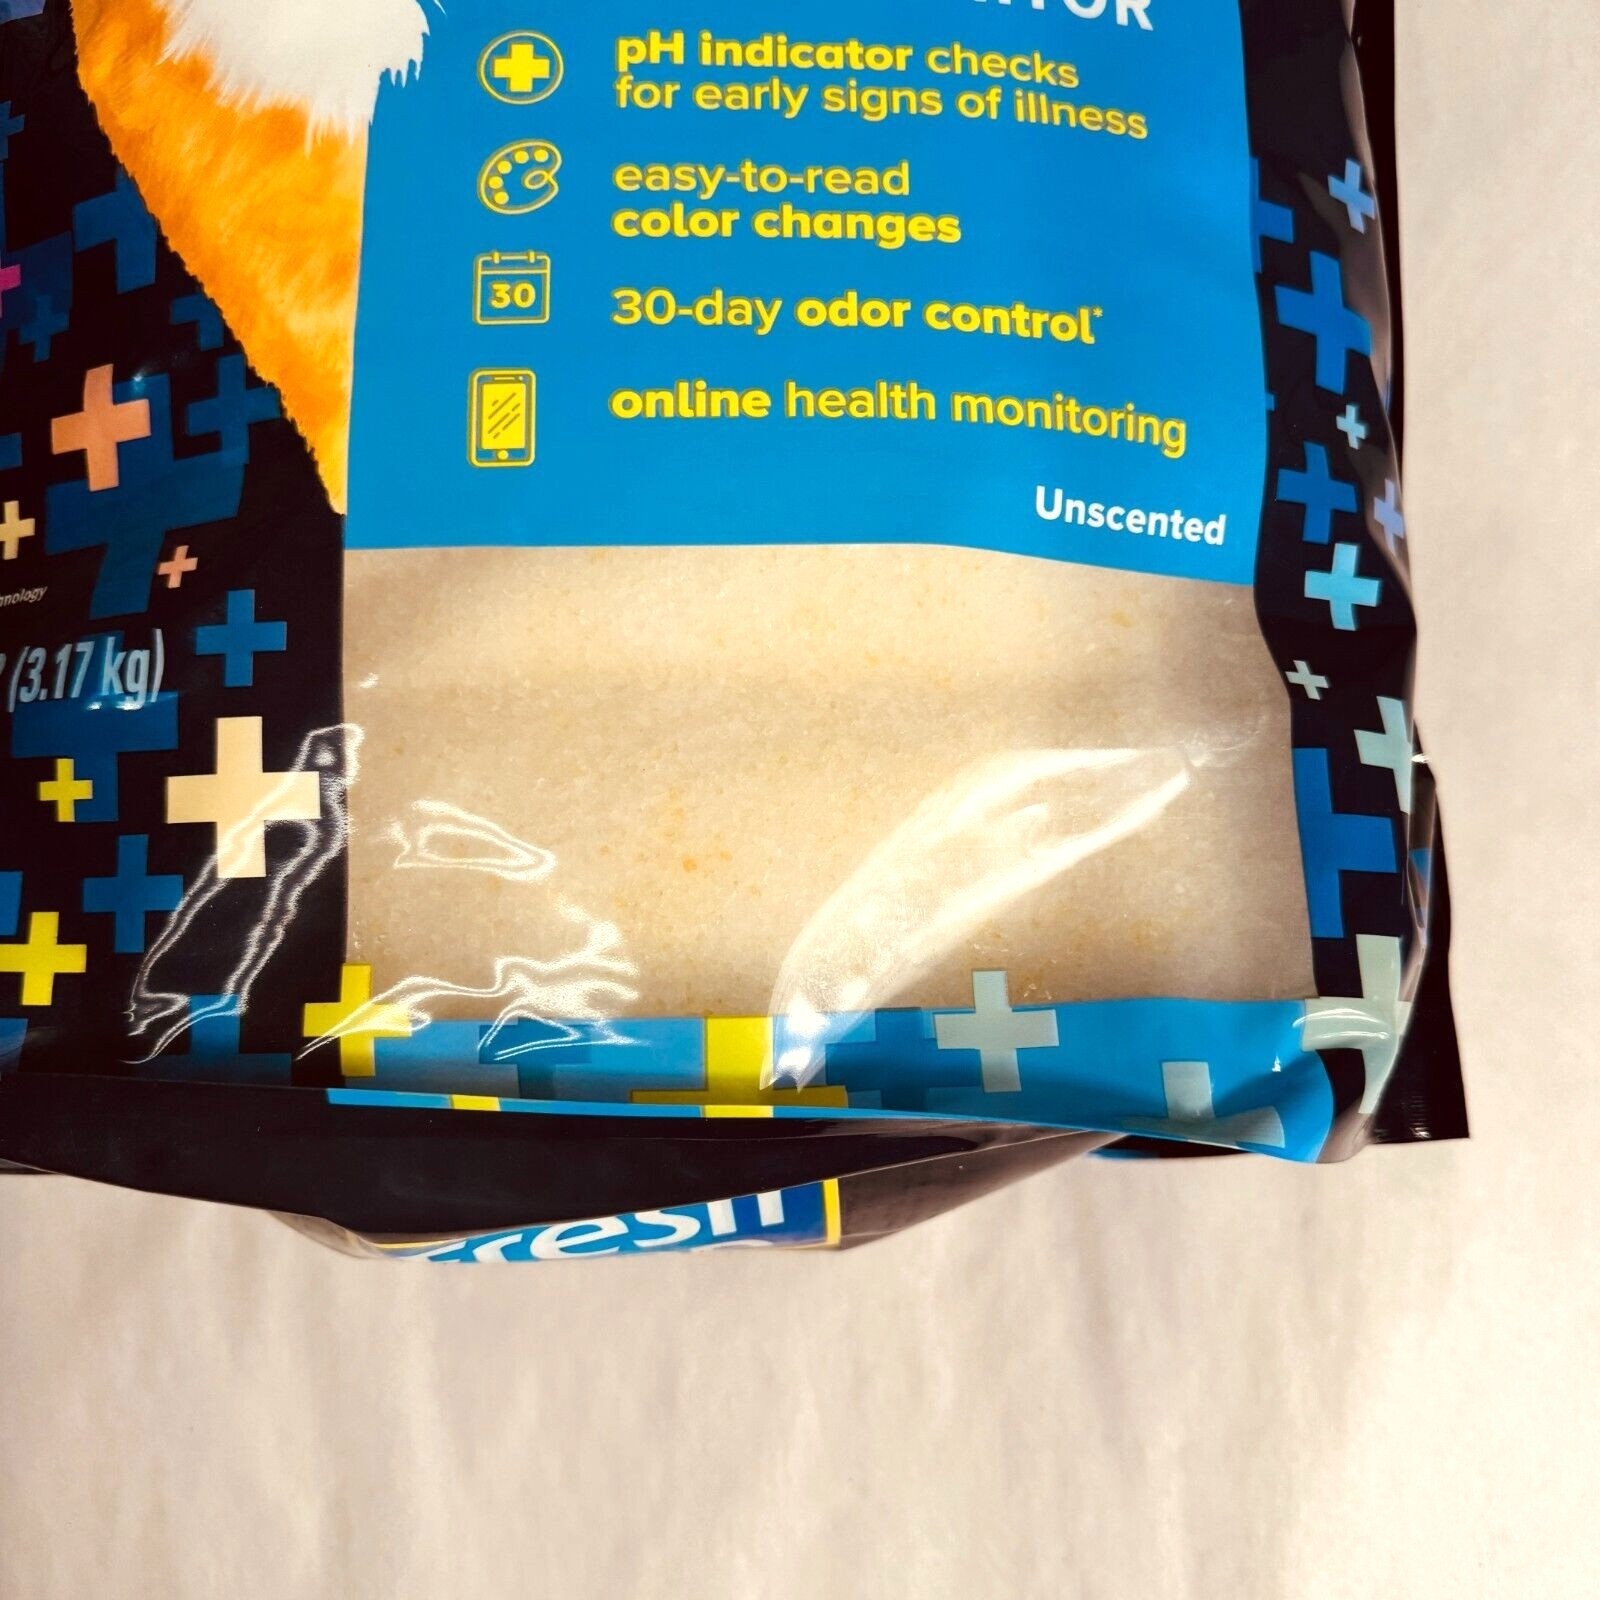 pH indicator checks
for early signs of illness
easy-to-read
color changes
30
30-day odor control*
online health monitoring
Unscented
(3.17 kg)